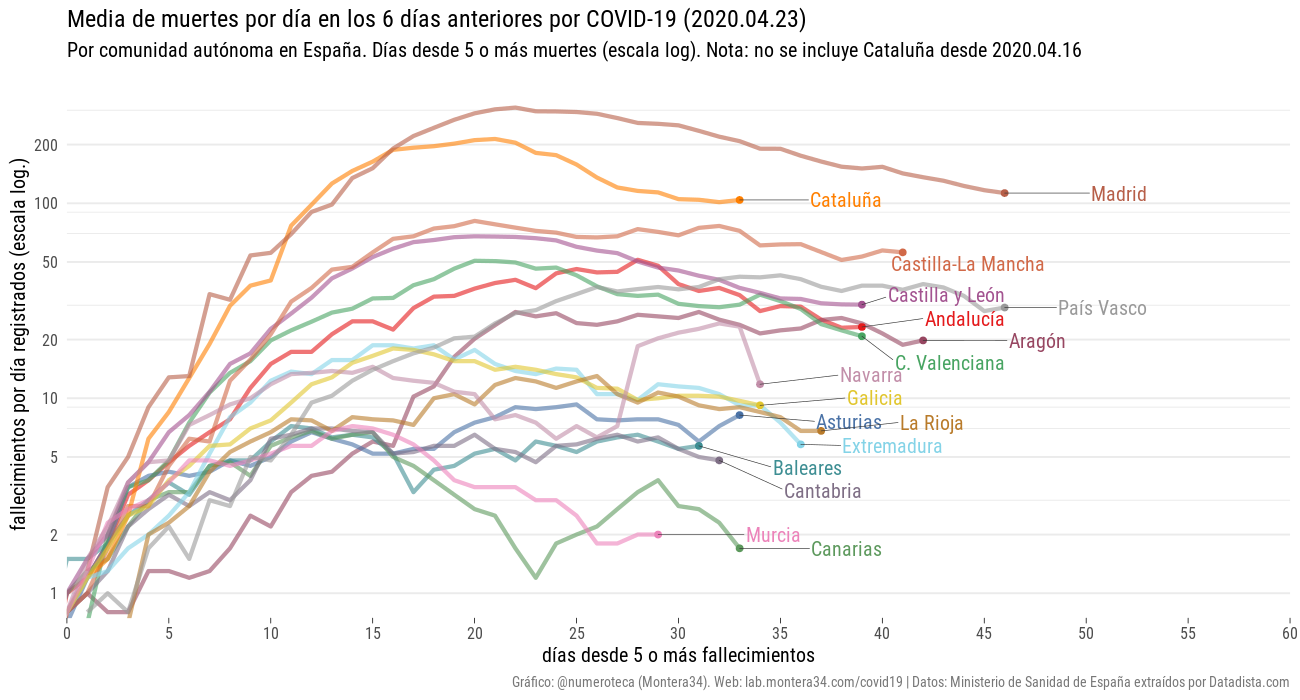 Media de muertes por día en los 6 días anteriores por COVID-19 (2020.04.23)
Por comunidad autónoma en España. Días desde 5 o más muertes (escala log). Nota: no se incluye Cataluña desde 2020.04.16
fallecimientos por día registrados (escala log.)
200
100
50
20
10
5
2
1
Madrid
Cataluña
Castilla-La Mancha
Castilla y León
País Vasco
Andalucía
Aragón
C. Valenciana
Navarra
Galicia
Asturias
La Rioja
Extremadura
Baleares
Cantabria
Murcia
Canarias
0 5 10 15 20 25 30 35 40 45 50 55 60
días desde 5 o más fallecimientos
Gráfico: @numeroteca (Montera34). Web: lab.montera34.com/covid19 | Datos: Ministerio de Sanidad de España extraídos por Datadista.com